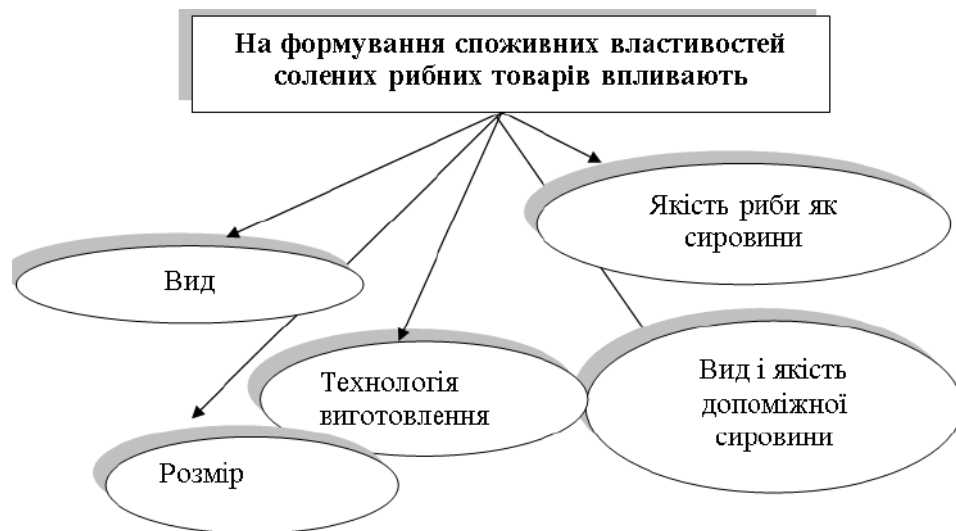 На формування споживних властивостей
солених рибних товарів впливають
Якість риби як
сировини
Вид
Технологія
виготовлення
Вид і якість
допоміжної
сировини
Розмір